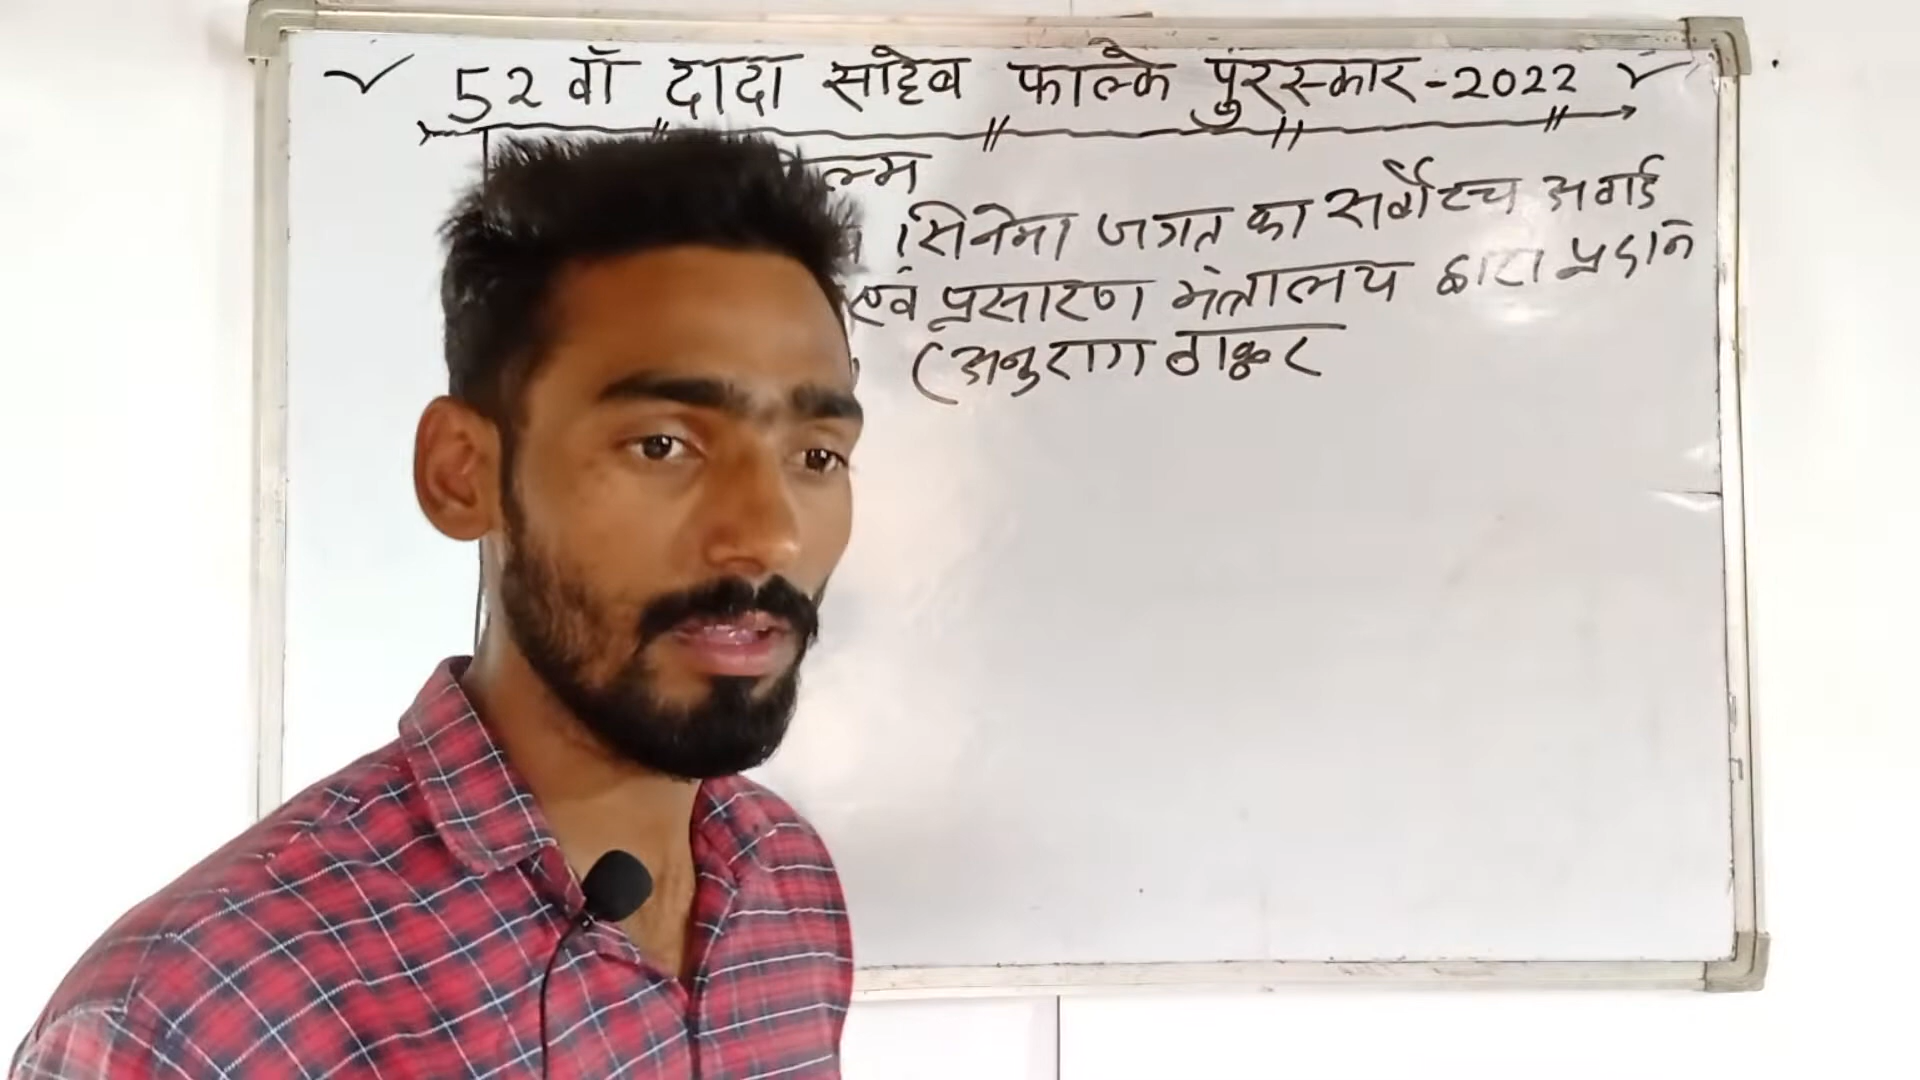 52 वाँ दादा साहेब फाल्के पुरस्कार-2022
ल्म
सिनेमा जगत का सर्वोच्च अवार्ड
एवं प्रसारण मंत्रालय द्वारा प्रदान
(अनुराग ठाकुर